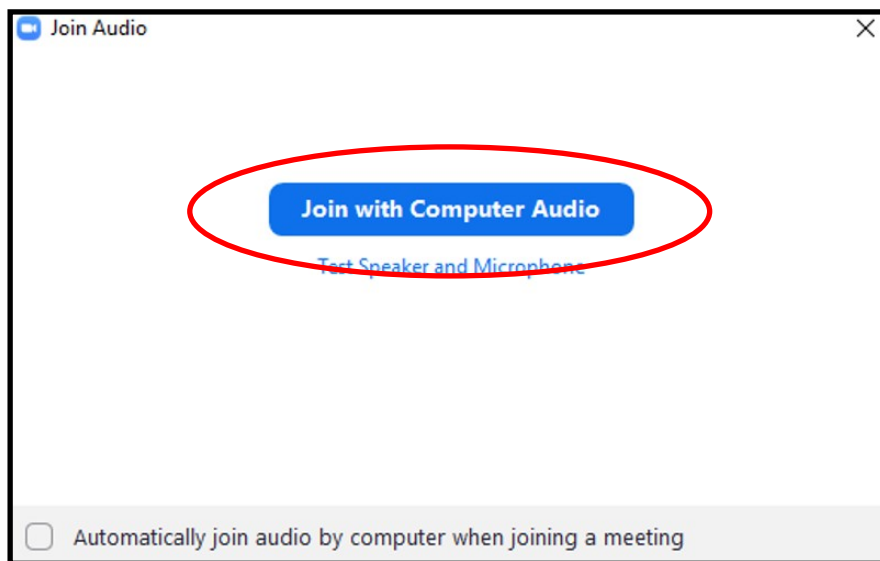 Join Audio
Join with Computer Audio
Test Speaker and Microphone
Automatically join audio by computer when joining a meeting